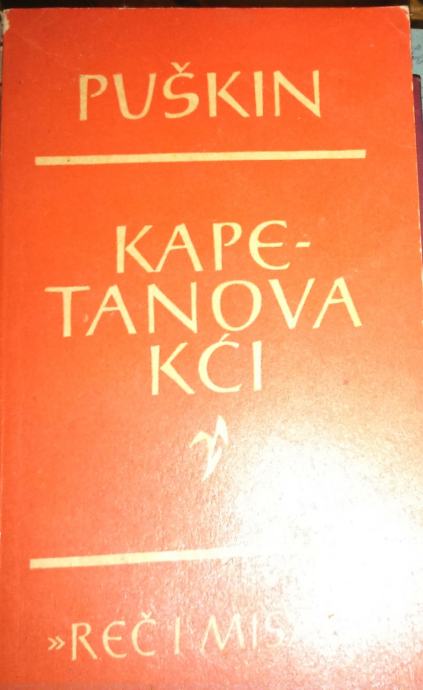 PUŠKIN
KAPE-
TANOVA
KĆI
»REČ I MIS